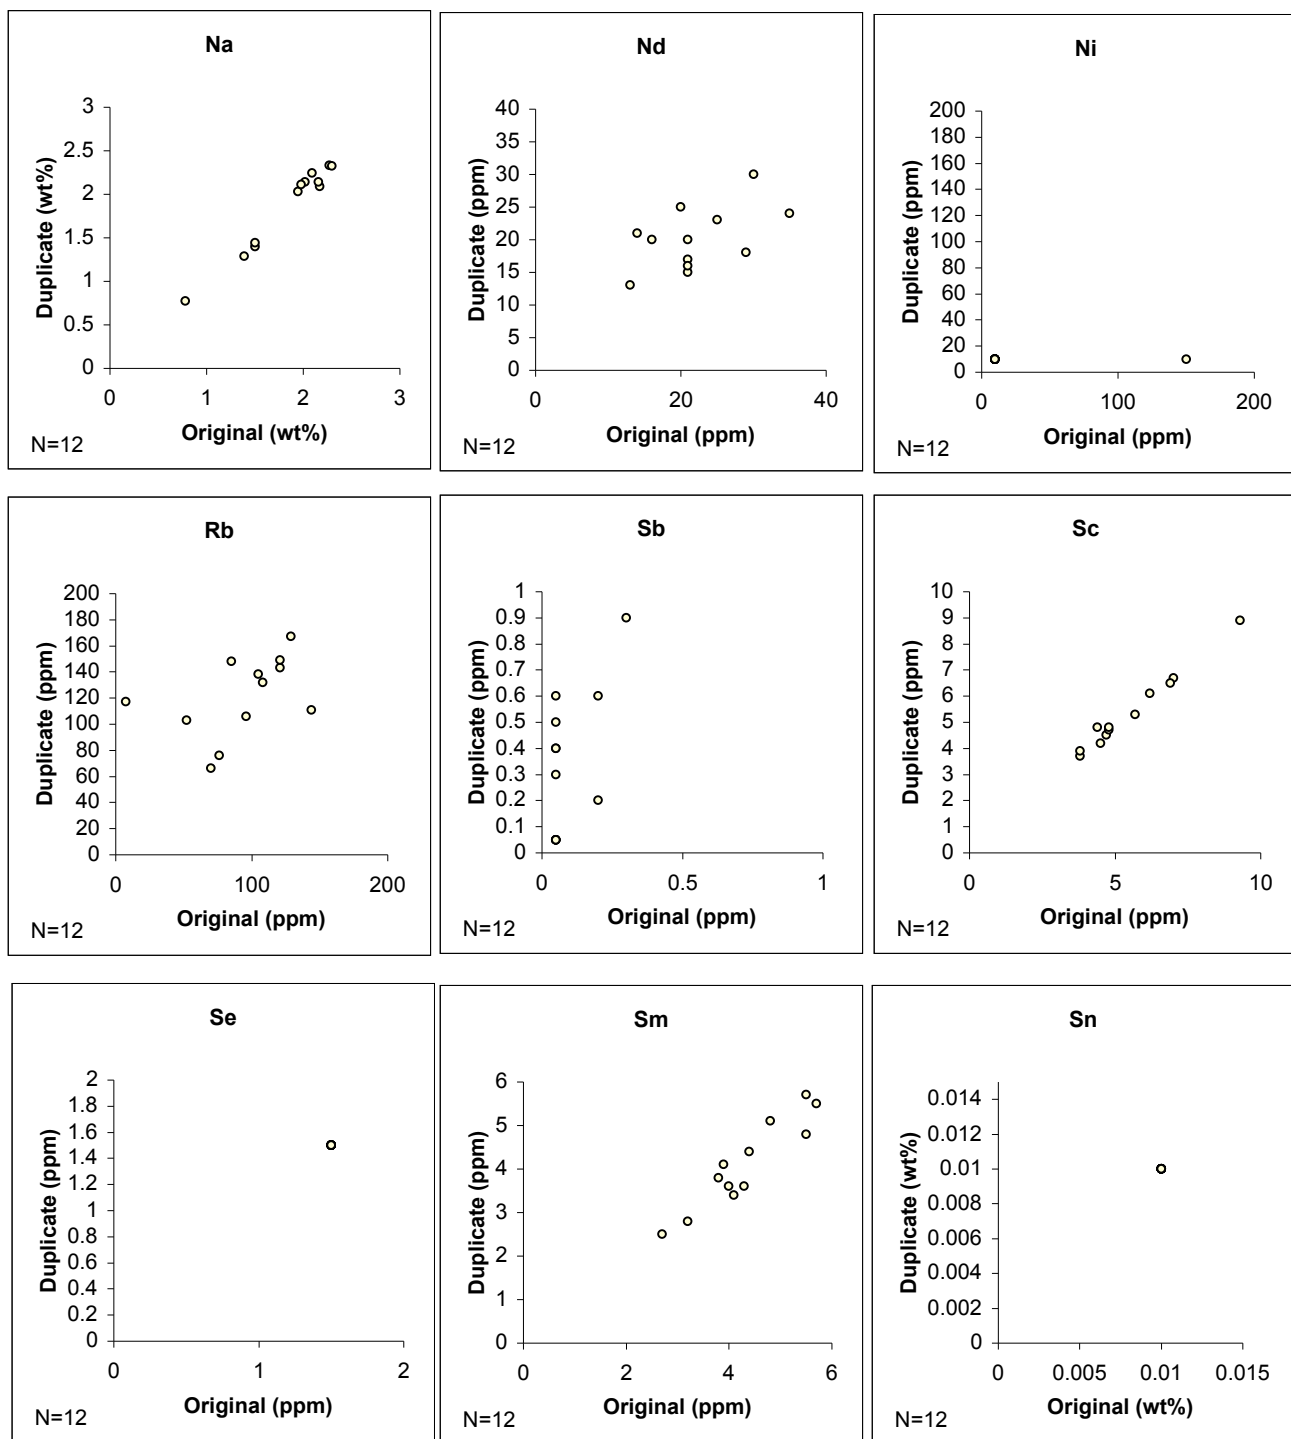 Na
Duplicate (wt%)
3
2.5
2
1.5
1
0.5
0
0 1 2 3
Original (wt%)
N=12
Nd
Duplicate (ppm)
40
35
30
25
20
15
10
5
0
0 20 40
Original (ppm)
N=12
Ni
Duplicate (ppm)
200
180
160
140
120
100
80
60
40
20
0
0 100 200
Original (ppm)
N=12
Rb
Duplicate (ppm)
200
180
160
140
120
100
80
60
40
20
0
0 100 200
Original (ppm)
N=12
Sb
Duplicate (ppm)
1
0.9
0.8
0.7
0.6
0.5
0.4
0.3
0.2
0.1
0
0 0.5 1
Original (ppm)
N=12
Sc
Duplicate (ppm)
10
9
8
7
6
5
4
3
2
1
0
0 5 10
Original (ppm)
N=12
Se
Duplicate (ppm)
2
1.8
1.6
1.4
1.2
1
0.8
0.6
0.4
0.2
0
0 1 2
Original (ppm)
N=12
Sm
Duplicate (ppm)
6
5
4
3
2
1
0
0 2 4 6
Original (ppm)
N=12
Sn
Duplicate (wt%)
0.014
0.012
0.01
0.008
0.006
0.004
0.002
0
0 0.005 0.01 0.015
Original (wt%)
N=12